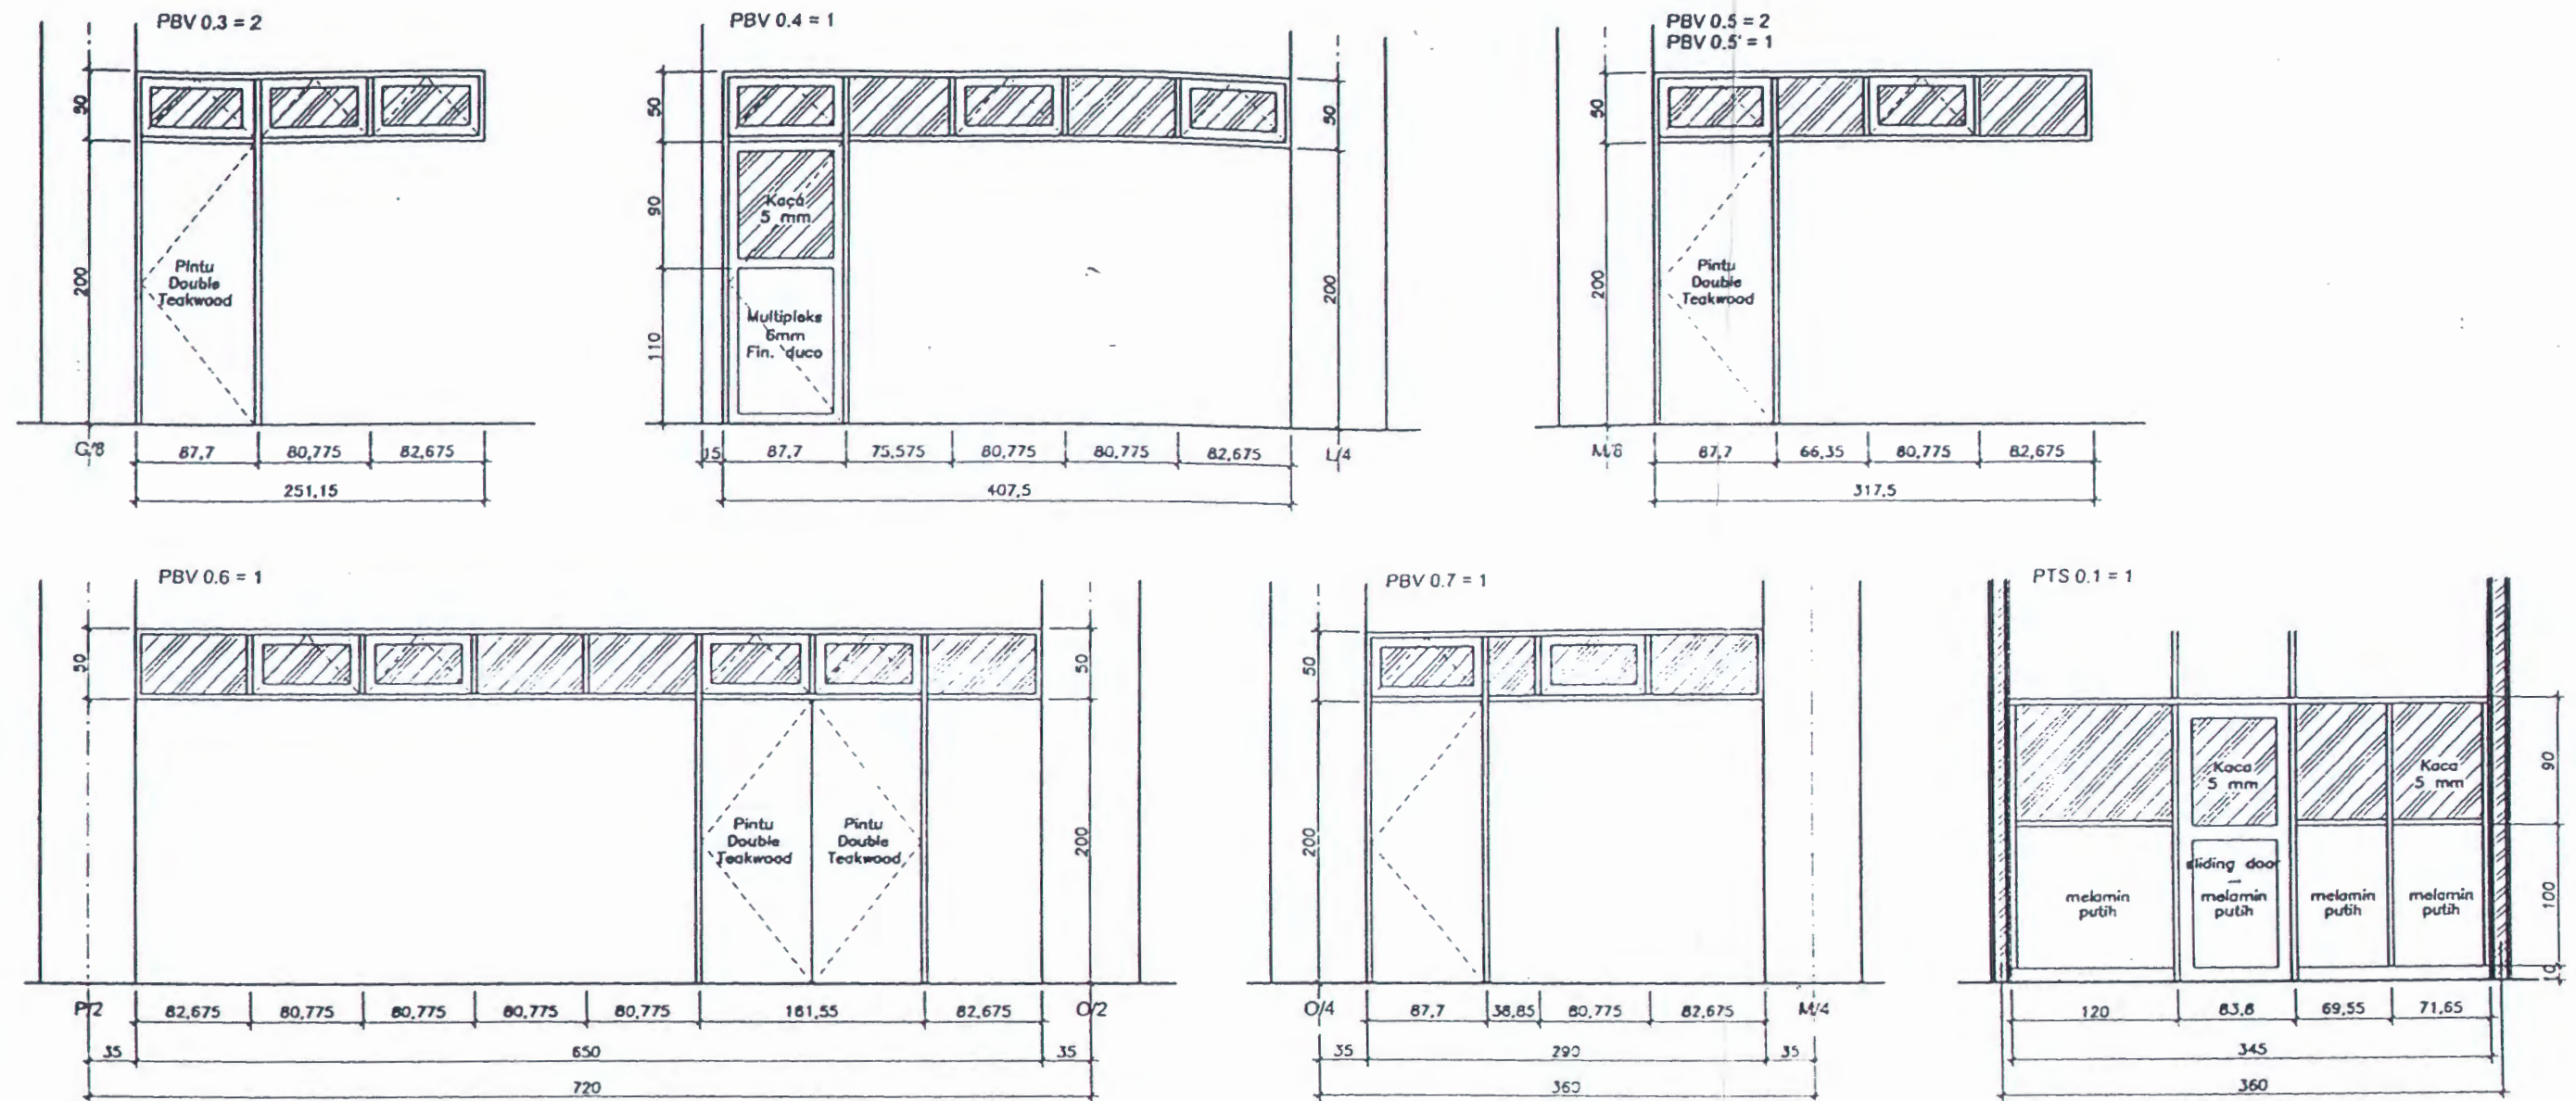 PBV 0.3 = 2
50
200
Pintu
Double
Teakwood
G/8
87,7
80,775
82,675
251,15
PBV 0.4 = 1
50
90
110
Kaca
5 mm
Multipleks
6mm
Fin. duco
50
200
15
87,7
75,575
80,775
80,775
82,675
L/4
407,5
PBV 0.5 = 2
PBV 0.5' = 1
50
200
Pintu
Double
Teakwood
87,7
66,35
80,775
82,675
317,5
PBV 0.6 = 1
50
Pintu
Double
Teakwood
Pintu
Double
Teakwood
50
200
P/2
82,675
80,775
80,775
80,775
80,775
161,55
82,675
O/2
35
650
35
720
PBV 0.7 = 1
50
200
O/4
87,7
38,85
80,775
82,675
M/4
35
290
35
360
PTS 0.1 = 1
Kaca
5 mm
Kaca
5 mm
melamin
putih
sliding door
melamin
putih
melamin
putih
melamin
putih
90
100
10
120
83,8
69,55
71,65
345
360